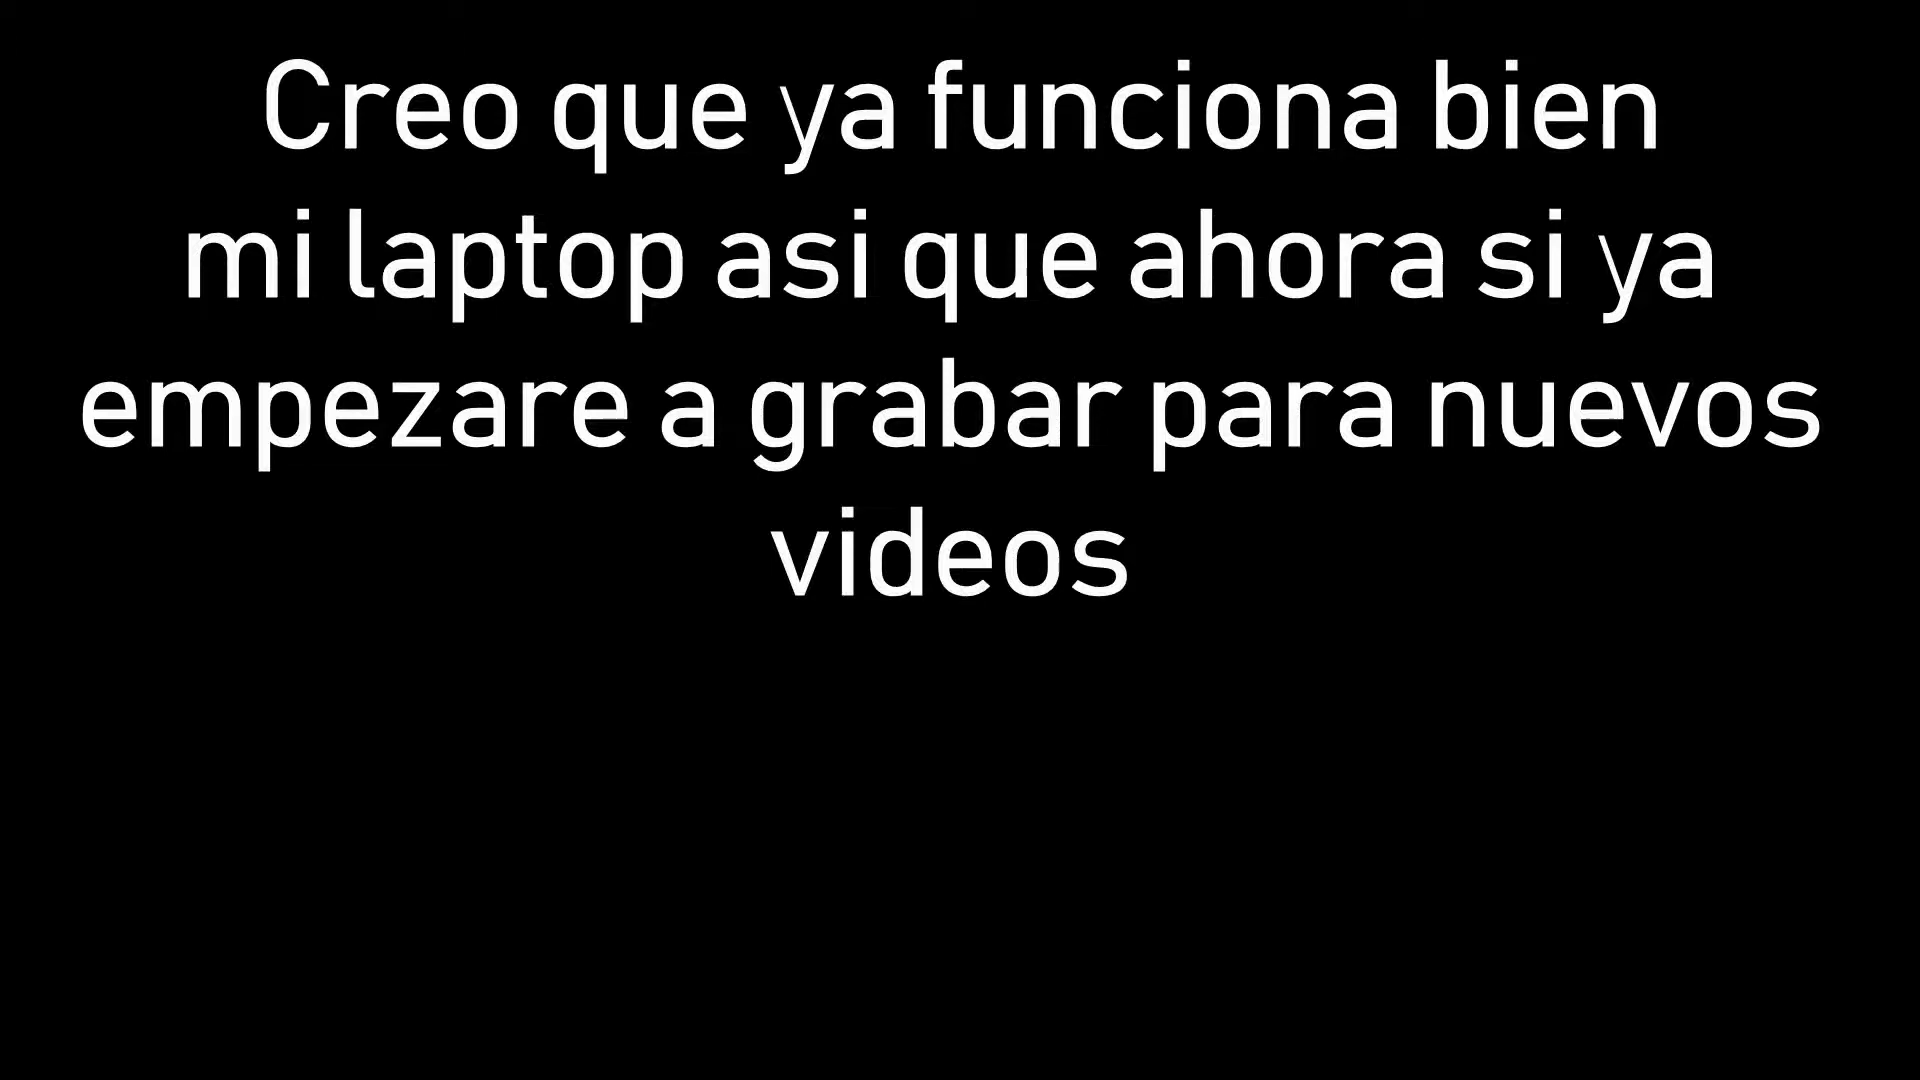 Creo que ya funciona bien
mi laptop asi que ahora si ya
empezare a grabar para nuevos
videos